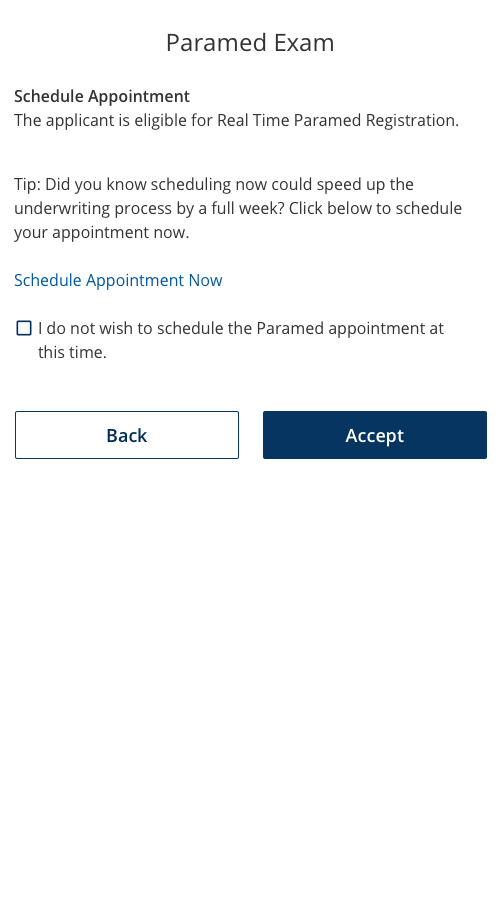 Paramed Exam
Schedule Appointment
The applicant is eligible for Real Time Paramed Registration.
Tip: Did you know scheduling now could speed up the
underwriting process by a full week? Click below to schedule
your appointment now.
Schedule Appointment Now
I do not wish to schedule the Paramed appointment at
this time.
Back
Accept